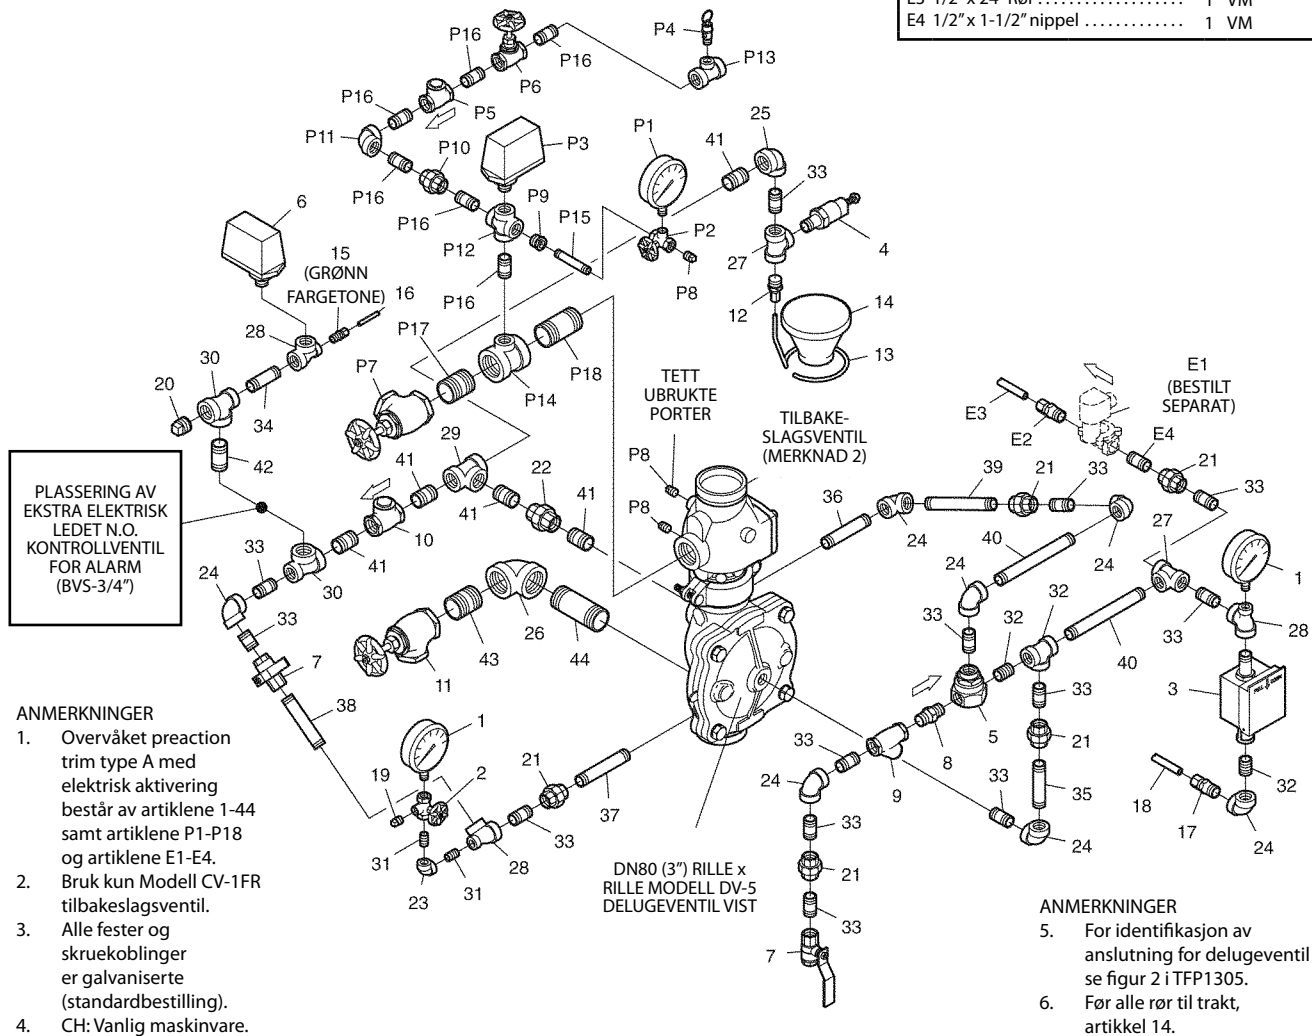 E3 1/2" x 24" Rør .................... 1 VM
E4 1/2" x 1-1/2" nippel ............. 1 VM
P16
P16
P6
P4
P13
P16
P5
P11
P16
P10
P3
P1
41
25
33
6
P16
P12
P9
P15
P2
P8
27
4
15
(GRØNN
FARGETONE)
16
P16
12
14
13
28
P17
P18
P14
P7
30
20
34
42
TETT
UBRUKTE
PORTER
TILBAKE-
SLAGSVENTIL
(MERKNAD 2)
E1
(BESTILT
SEPARAT)
E3
E2
E4
21
33
PLASSERING AV
EKSTRA ELEKTRISK
LEDET N.O.
KONTROLLVENTIL
FOR ALARM
(BVS-3/4")
29
41
22
41
41
P8
P8
36
39
21
33
24
40
24
27
1
10
41
30
33
24
33
7
38
26
43
44
11
24
33
32
32
40
33
28
3
5
8
9
33
21
35
33
24
32
18
17
24
1
19
2
21
37
33
28
31
31
23
33
24
33
21
33
7
DN80 (3") RILLE x
RILLE MODELL DV-5
DELUGEVENTIL VIST
ANMERKNINGER
1. Overvåket preaction
trim type A med
elektrisk aktivering
består av artiklene 1-44
samt artiklene P1-P18
og artiklene E1-E4.
2. Bruk kun Modell CV-1FR
tilbakeslagsventil.
3. Alle fester og
skruekoblinger
er galvaniserte
(standardbestilling).
4. CH: Vanlig maskinvare.
ANMERKNINGER
5. For identifikasjon av
anslutning for delugeventil
se figur 2 i TFP1305.
6. Før alle rør til trakt,
artikkel 14.